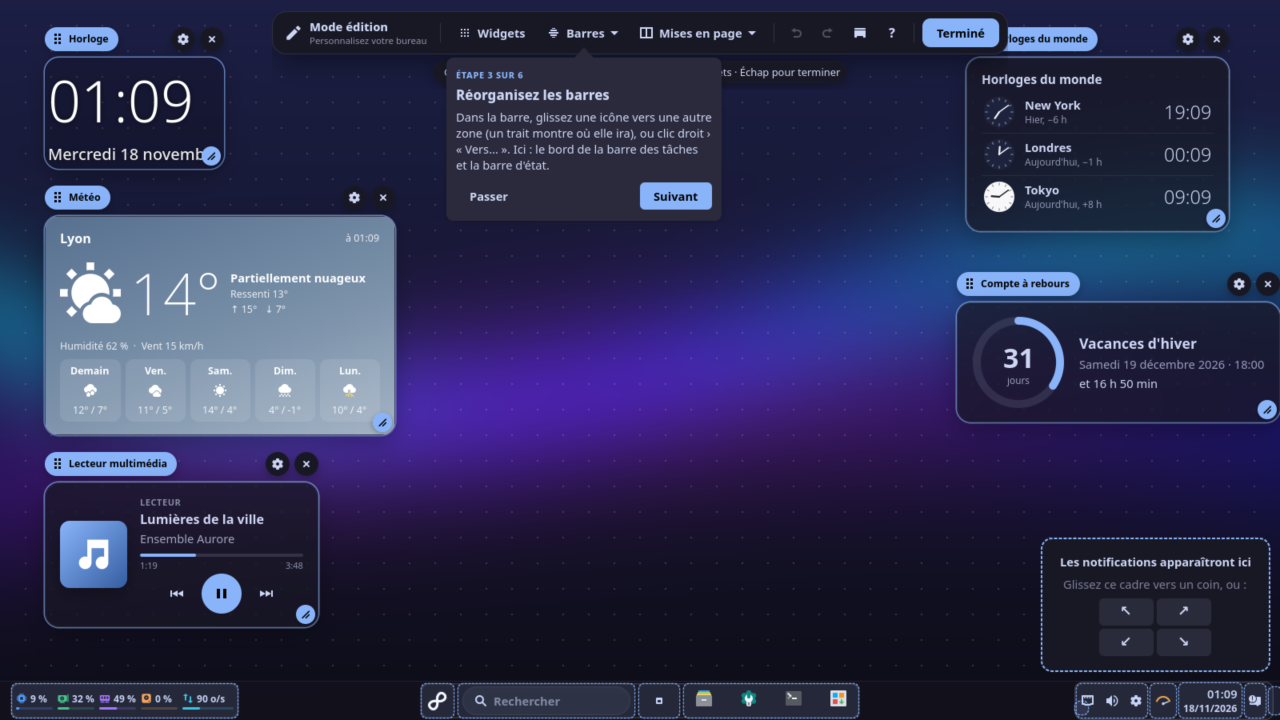 Horloge
01:09
Mercredi 18 novemb
Météo
Lyon
à 01:09
14°
Partiellement nuageux
Ressenti 13°
↑ 15° ↓ 7°
Humidité 62 % · Vent 15 km/h
Demain
12° / 7°
Ven.
11° / 5°
Sam.
14° / 4°
Dim.
4° / -1°
Lun.
10° / 4°
Lecteur multimédia
LECTEUR
Lumières de la ville
Ensemble Aurore
1:19
3:48
Mode édition
Personnalisez votre bureau
Widgets
Barres
Mises en page
?
Terminé
ts · Échap pour terminer
ÉTAPE 3 SUR 6
Réorganisez les barres
Dans la barre, glissez une icône vers une autre
zone (un trait montre où elle ira), ou clic droit ›
« Vers... ». Ici : le bord de la barre des tâches
et la barre d'état.
Passer
Suivant
loges du monde
Horloges du monde
New York
Hier, −6 h
19:09
Londres
Aujourd'hui, −1 h
00:09
Tokyo
Aujourd'hui, +8 h
09:09
Compte à rebours
31
jours
Vacances d'hiver
Samedi 19 décembre 2026 · 18:00
et 16 h 50 min
Les notifications apparaîtront ici
Glissez ce cadre vers un coin, ou :
↖ ↗
↙ ↘
9 %
32 %
49 %
0 %
90 o/s
Rechercher
01:09
18/11/2026